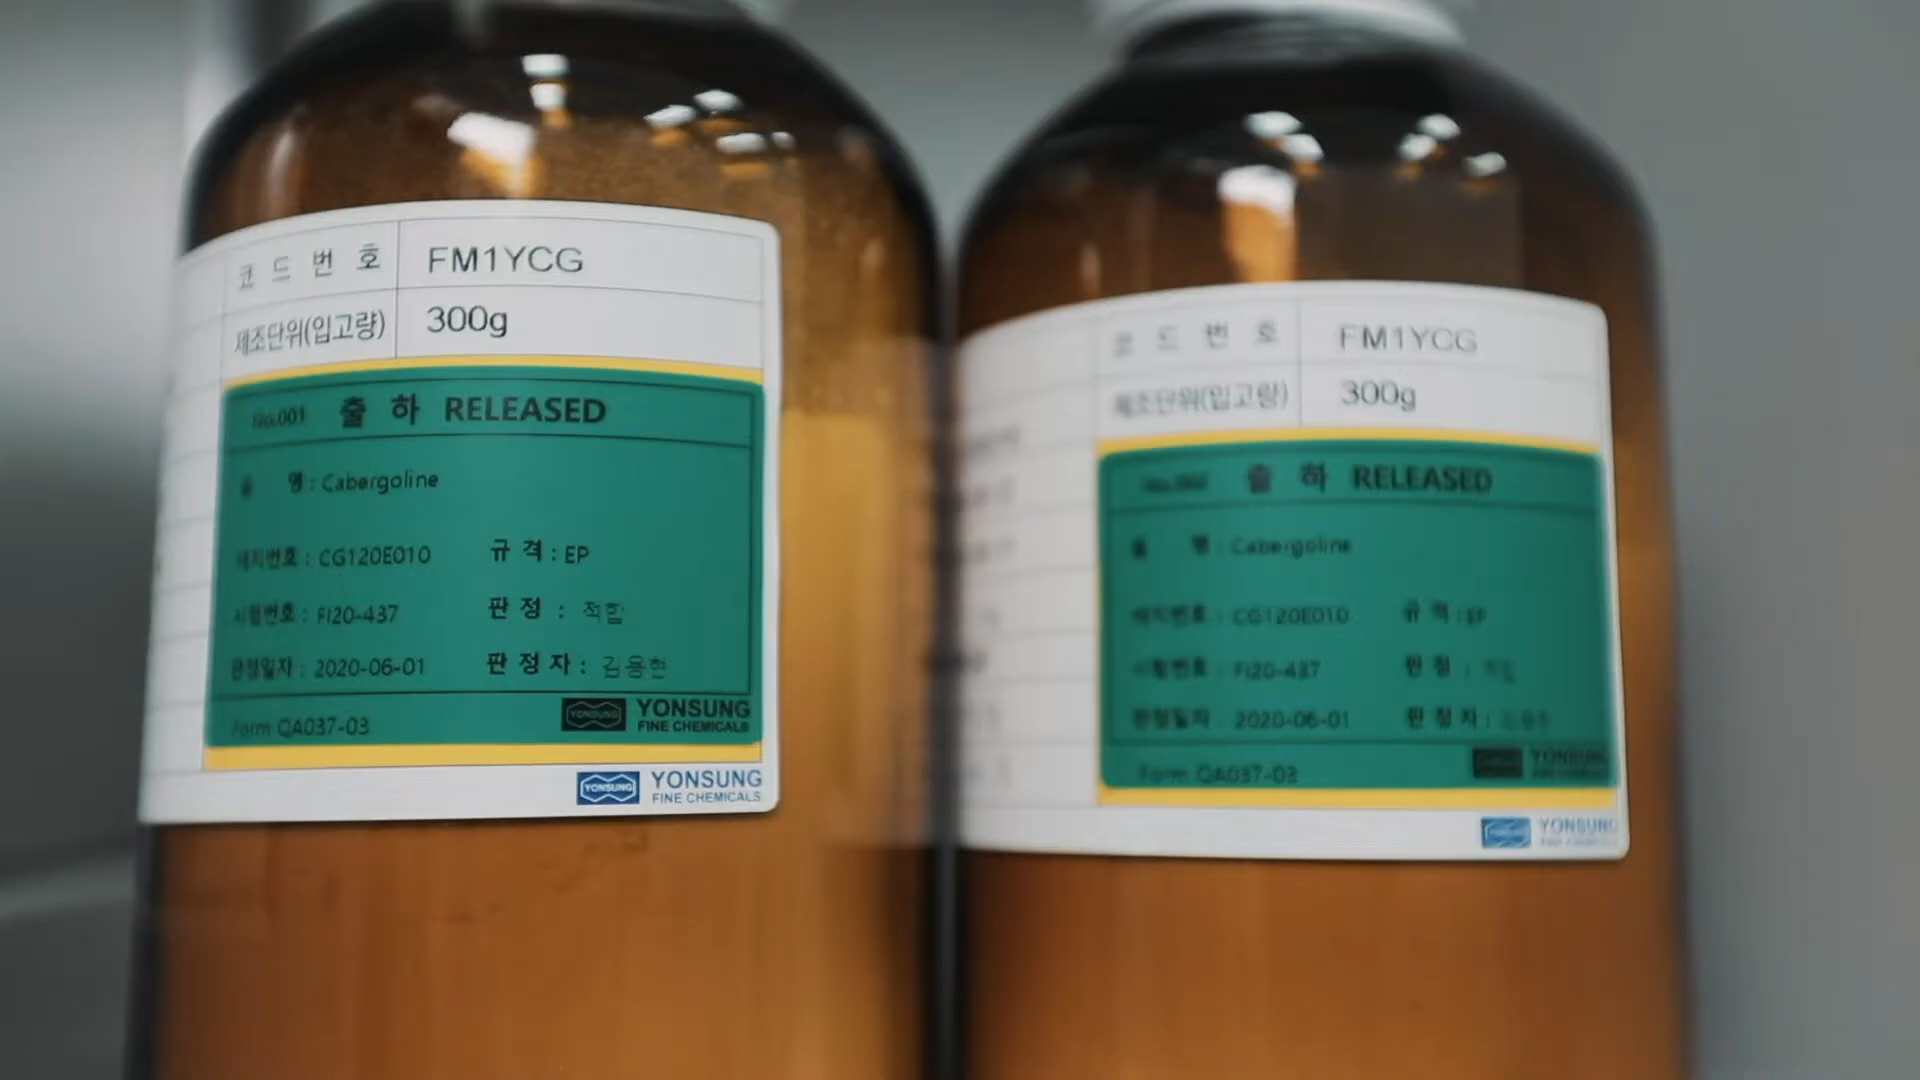 코드번호 FM1YCG
제조단위(입고량) 300g
No.001 출하 RELEASED
품 명 : Cabergoline
배치번호 : CG120E010 규격 : EP
시험번호 : FI20-437 판정 : 적합
판정일자 : 2020-06-01 판정자 : 김용현
Form QA037-03
YONSUNG YONSUNG
FINE CHEMICALS
YONSUNG YONSUNG
FINE CHEMICALS
코드번호 FM1YCG
제조단위(입고량) 300g
No.002 출하 RELEASED
품 명 : Cabergoline
배치번호 : CG120E010 규격 : EP
시험번호 : FI20-437 판정 :
판정일자 : 2020-06-01 판정자 :
Form QA037-03
YONSUNG
YONSUNG
FINE CHEMICALS